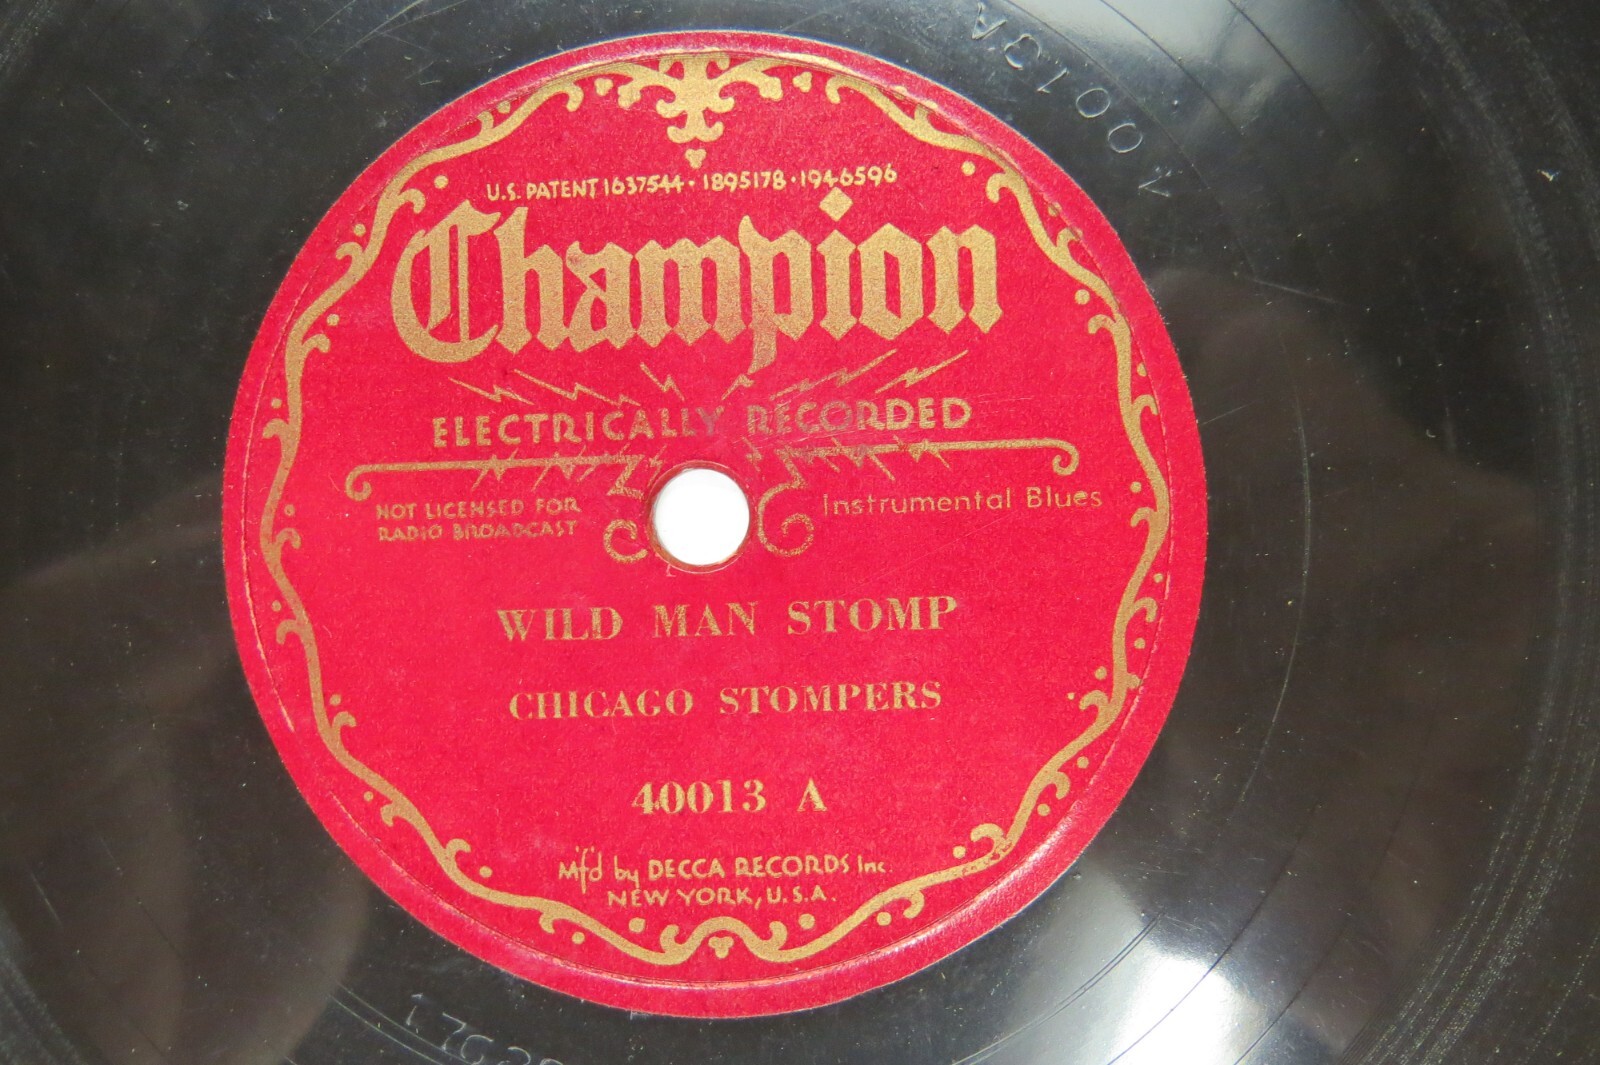 40013A
U.S. PATENT 1637544 · 1895178 · 1946596
Champion
ELECTRICALLY RECORDED
NOT LICENSED FOR
RADIO BROADCAST
Instrumental Blues
WILD MAN STOMP
CHICAGO STOMPERS
40013 A
M'f'd by DECCA RECORDS Inc.
NEW YORK, U.S.A.